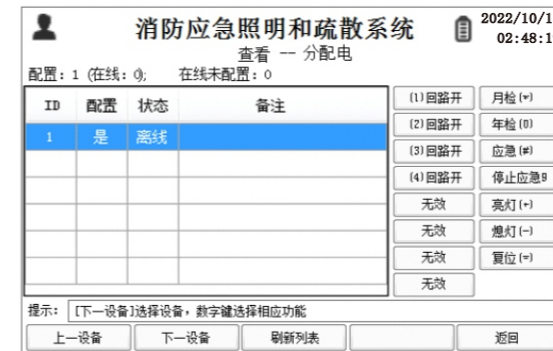 消防应急照明和疏散系统
2022/10/1
02:48:1
查看 -- 分配电
配置: 1 (在线: 0); 在线未配置: 0
ID 配置 状态 备注
1 是 离线
(1)回路开 月检(*)
(2)回路开 年检(0)
(3)回路开 应急(#)
(4)回路开 停止应急9
无效 亮灯(+)
无效 熄灯(-)
无效 复位(=)
无效
提示: [下一设备]选择设备,数字键选择相应功能
上一设备 下一设备 刷新列表 返回